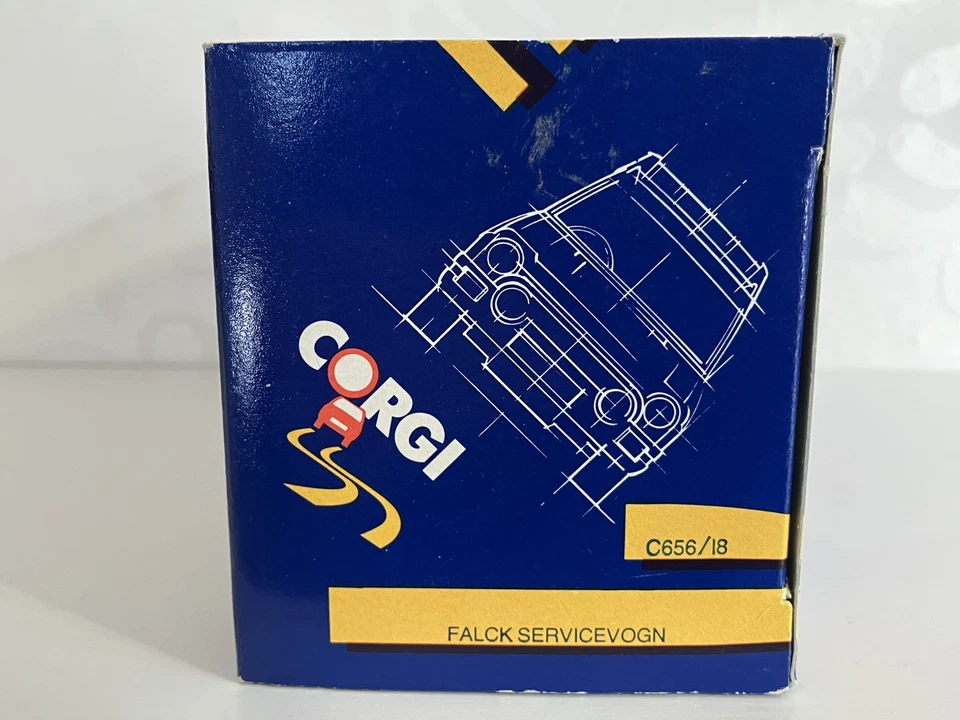 CORGI
C656/18
FALCK SERVICEVOGN